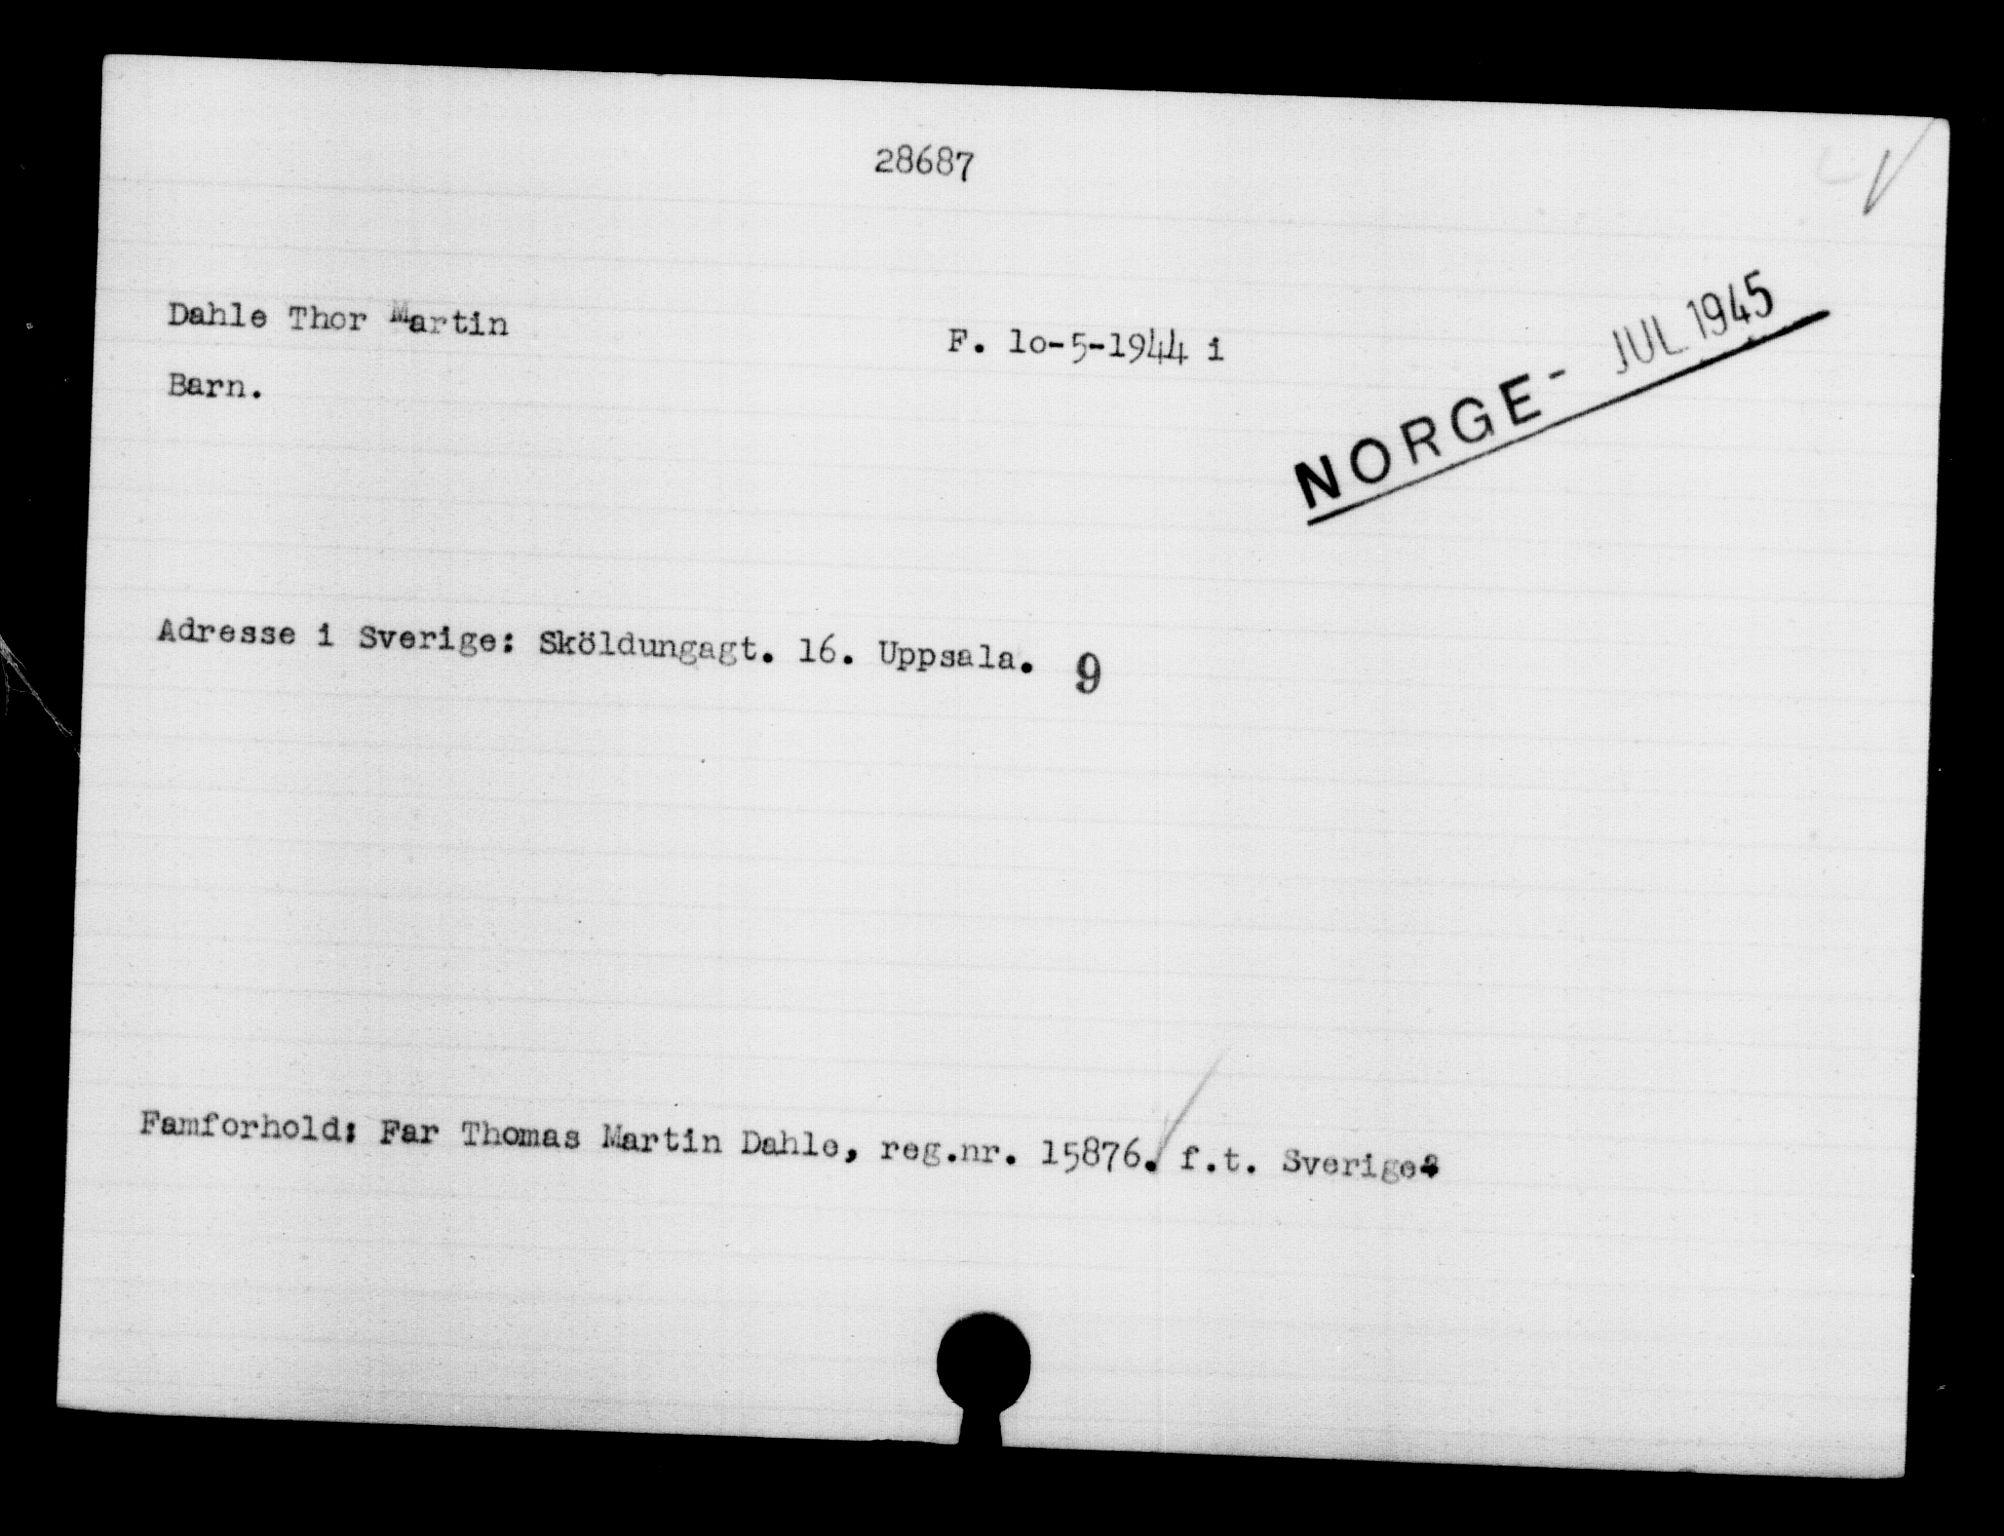 28687
Dahle Thor Martin
F. lo-5-1944 i
NORGE - JUL 1945
Barn.
Adresse i Sverige: Sköldungagt. 16. Uppsala. 9
Famforhold: Far Thomas Martin Dahle, reg.nr. 15876. f.t. Sverige.